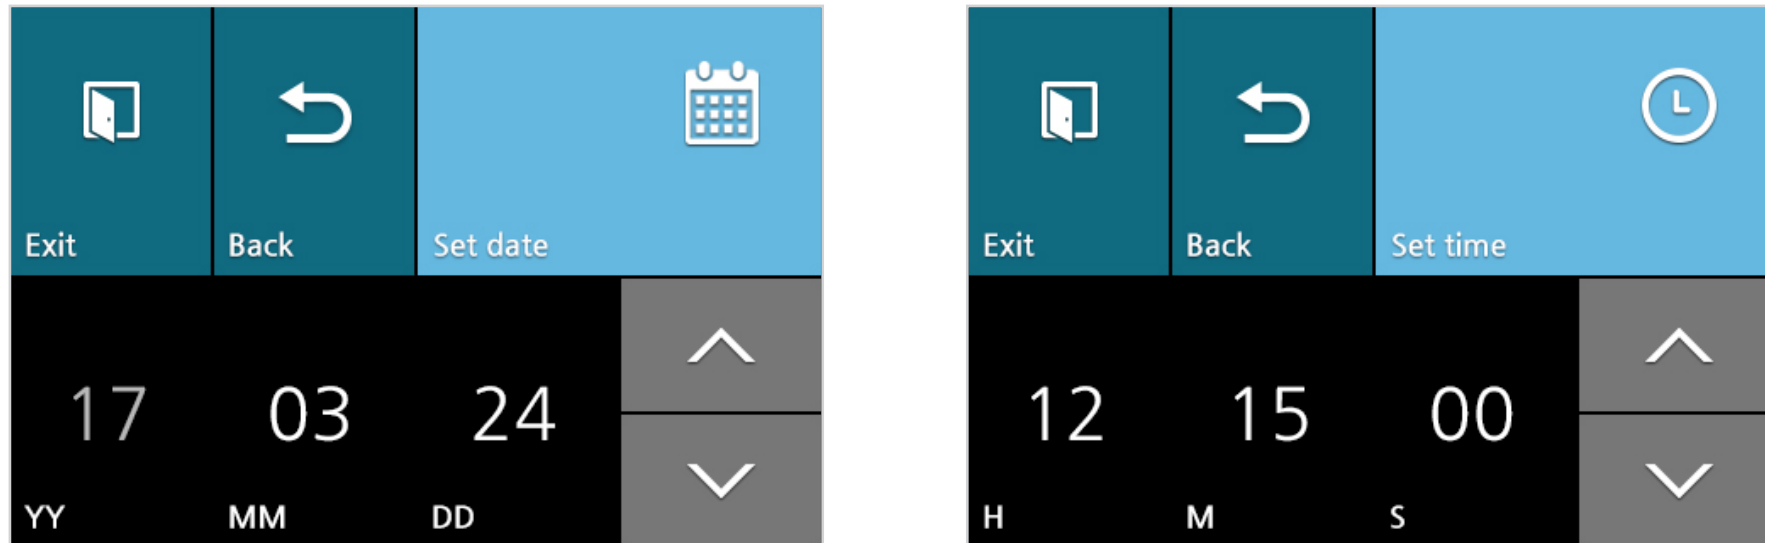 Exit Back Set date
17 03 24
YY MM DD
Exit Back Set time
12 15 00
H M S